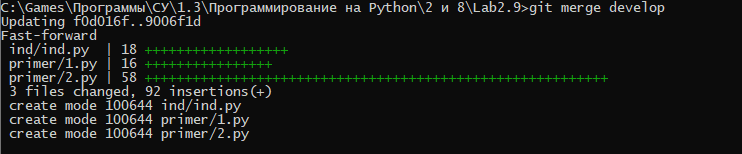 C:\Games\Программы\СУ\1.3\Программирование на Python\2 и 8\Lab2.9>git merge develop
Updating f0d016f..9006f1d
Fast-forward
 ind/ind.py  | 18 ++++++++++++++++++
 primer/1.py | 16 ++++++++++++++++
 primer/2.py | 58 ++++++++++++++++++++++++++++++++++++++++++++++++++++++++++
 3 files changed, 92 insertions(+)
 create mode 100644 ind/ind.py
 create mode 100644 primer/1.py
 create mode 100644 primer/2.py